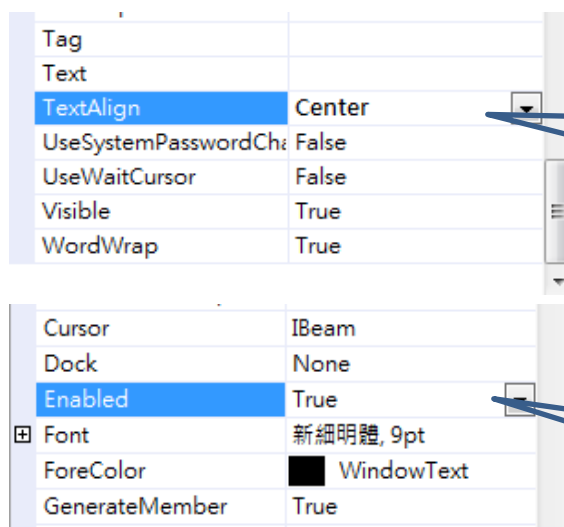 Tag
Text
TextAlign Center
UseSystemPasswordCha False
UseWaitCursor False
Visible True
WordWrap True
Cursor IBeam
Dock None
Enabled True
Font 新細明體, 9pt
ForeColor WindowText
GenerateMember True